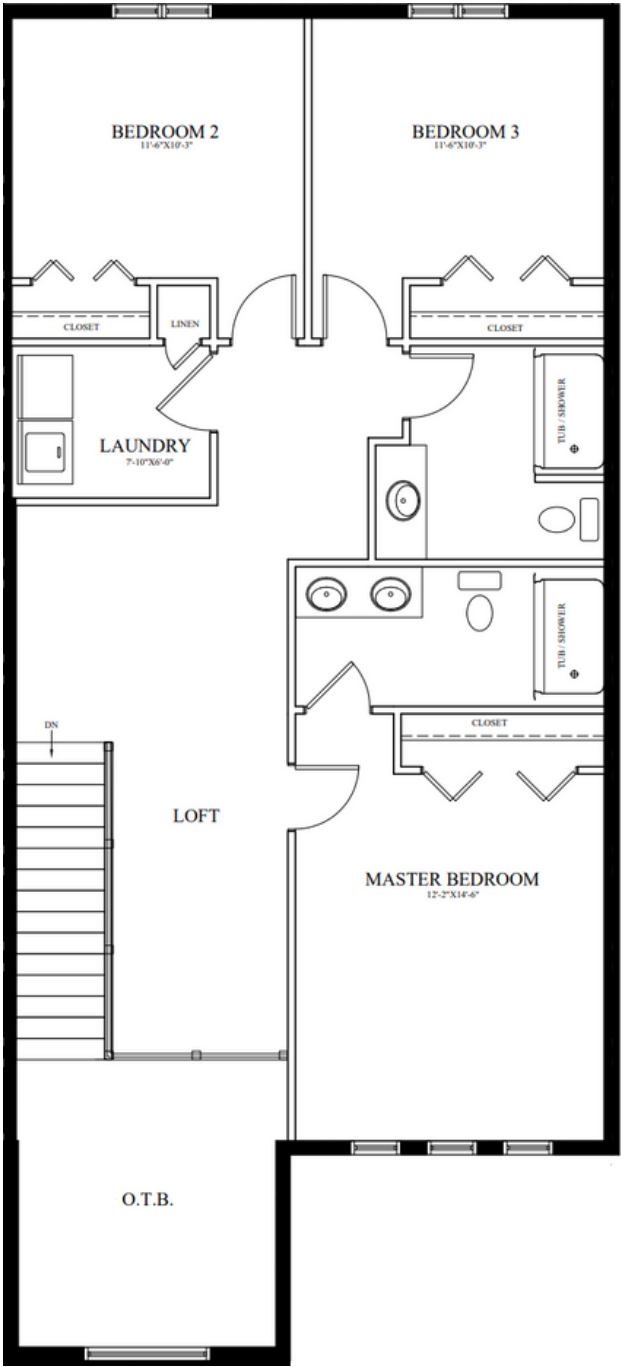 BEDROOM 2
11'-6"X10'-3"
BEDROOM 3
11'-6"X10'-3"
CLOSET
LINEN
CLOSET
LAUNDRY
7'-10"X6'-0"
TUB / SHOWER
TUB / SHOWER
CLOSET
DN
LOFT
MASTER BEDROOM
12'-2"X14'-6"
O.T.B.